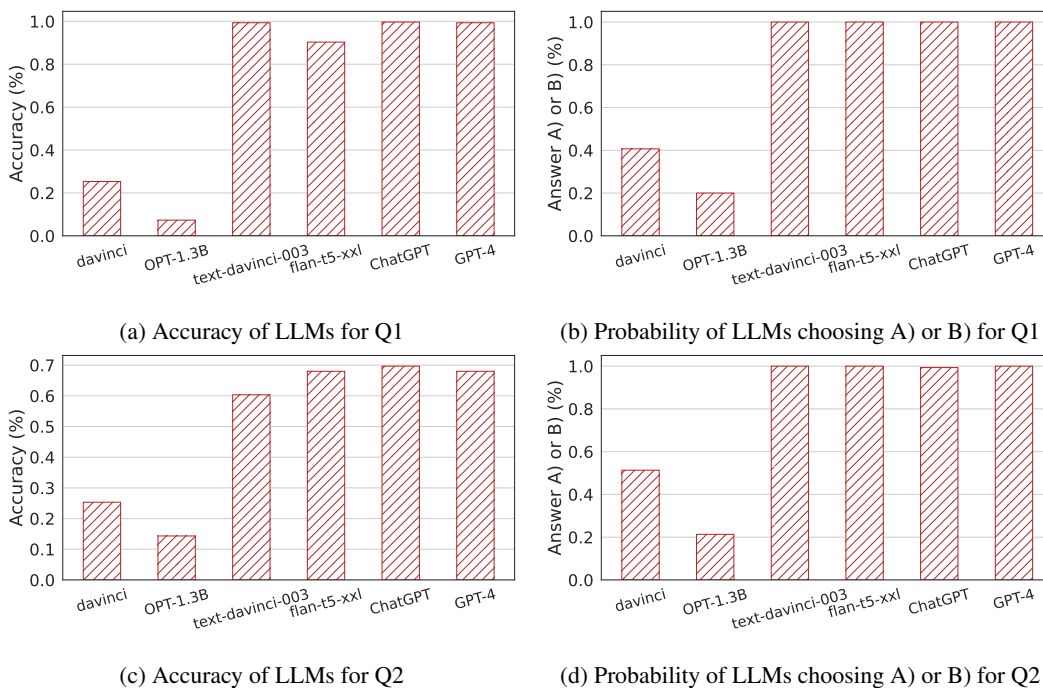 1.0
0.8
0.6
0.4
0.2
0.0
Accuracy (%)
davinci
OPT-1.3B
text-davinci-003
flan-t5-xxl
ChatGPT
GPT-4
(a) Accuracy of LLMs for Q1
1.0
0.8
0.6
0.4
0.2
0.0
Answer A) or B) (%)
davinci
OPT-1.3B
text-davinci-003
flan-t5-xxl
ChatGPT
GPT-4
(b) Probability of LLMs choosing A) or B) for Q1
0.7
0.6
0.5
0.4
0.3
0.2
0.1
0.0
Accuracy (%)
davinci
OPT-1.3B
text-davinci-003
flan-t5-xxl
ChatGPT
GPT-4
(c) Accuracy of LLMs for Q2
1.0
0.8
0.6
0.4
0.2
0.0
Answer A) or B) (%)
davinci
OPT-1.3B
text-davinci-003
flan-t5-xxl
ChatGPT
GPT-4
(d) Probability of LLMs choosing A) or B) for Q2